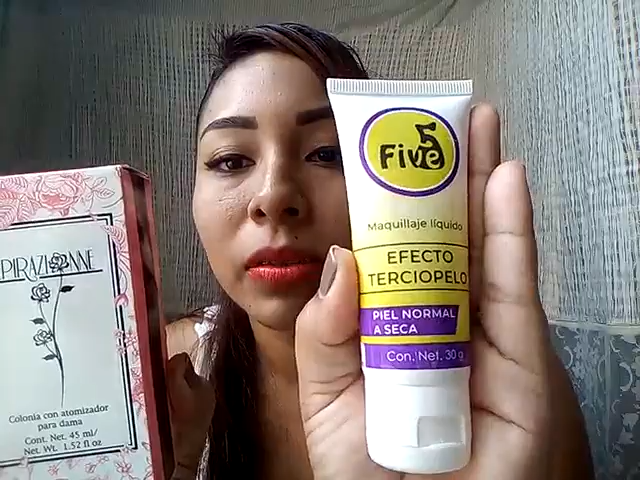 PIRAZIANNE
Colonia con atomizador
para dama
Cont. Net. 45 ml/
Net Wt. 1.52 fl oz
5
Five
Maquillaje líquido
EFECTO
TERCIOPELO
PIEL NORMAL
A SECA
Con. Net. 30 g